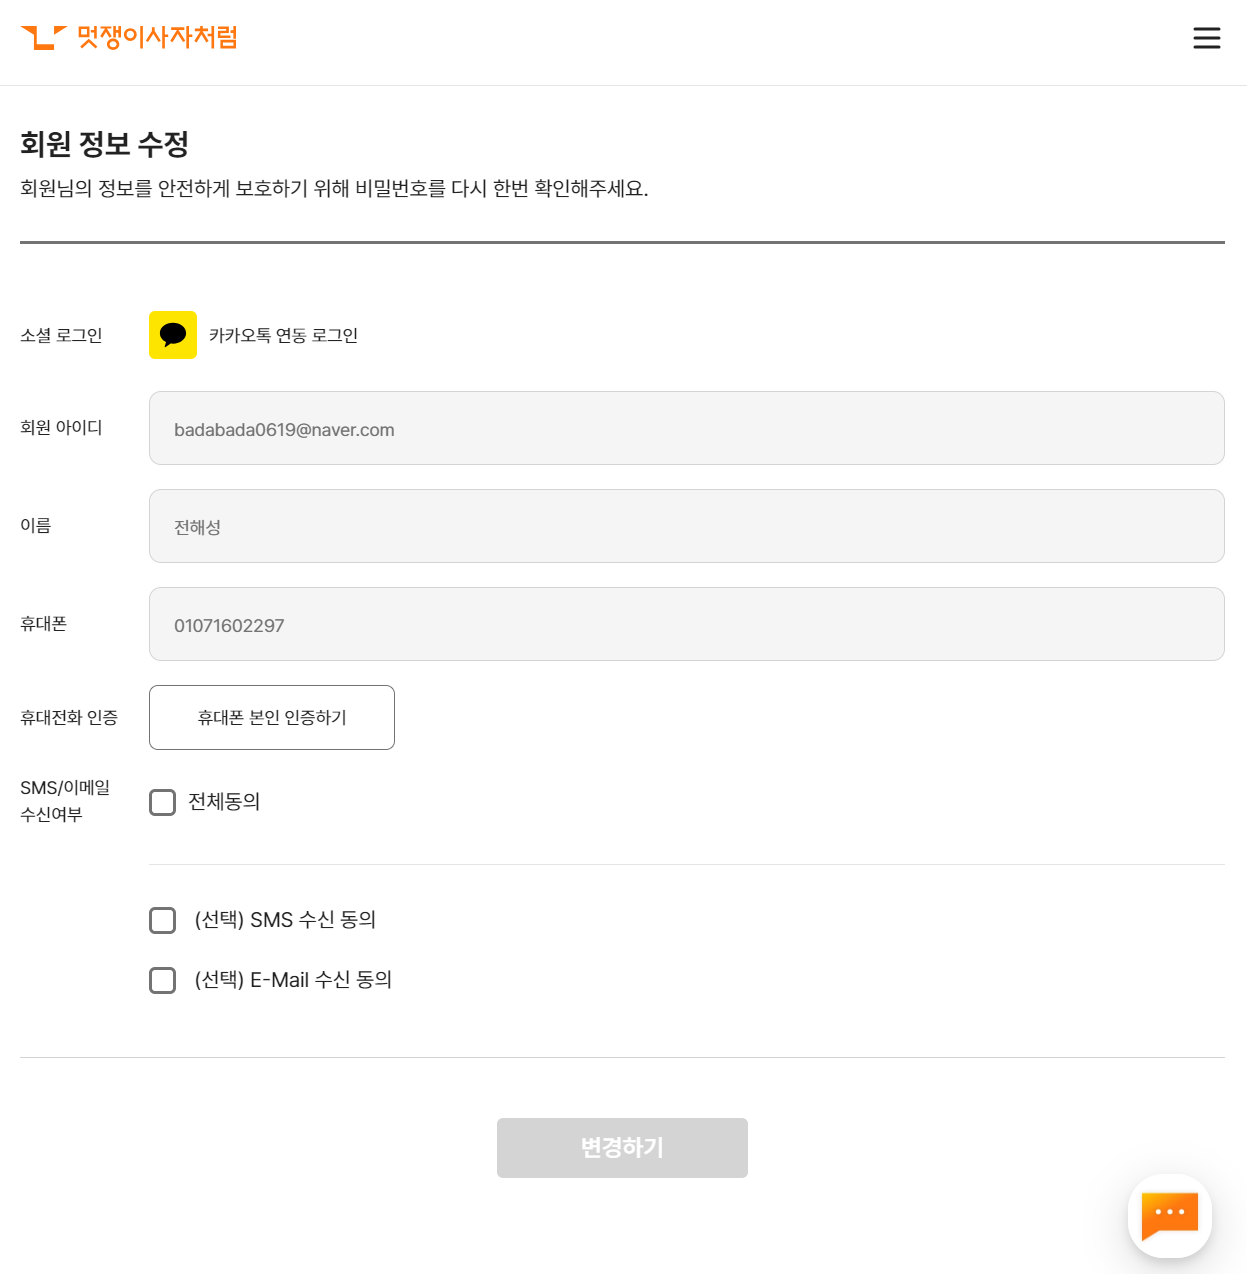 멋쟁이사자처럼
회원 정보 수정
회원님의 정보를 안전하게 보호하기 위해 비밀번호를 다시 한번 확인해주세요.
소셜 로그인 카카오톡 연동 로그인
회원 아이디 badabada0619@naver.com
이름 전해성
휴대폰 01071602297
휴대전화 인증 휴대폰 본인 인증하기
SMS/이메일
수신여부
전체동의
(선택) SMS 수신 동의
(선택) E-Mail 수신 동의
변경하기